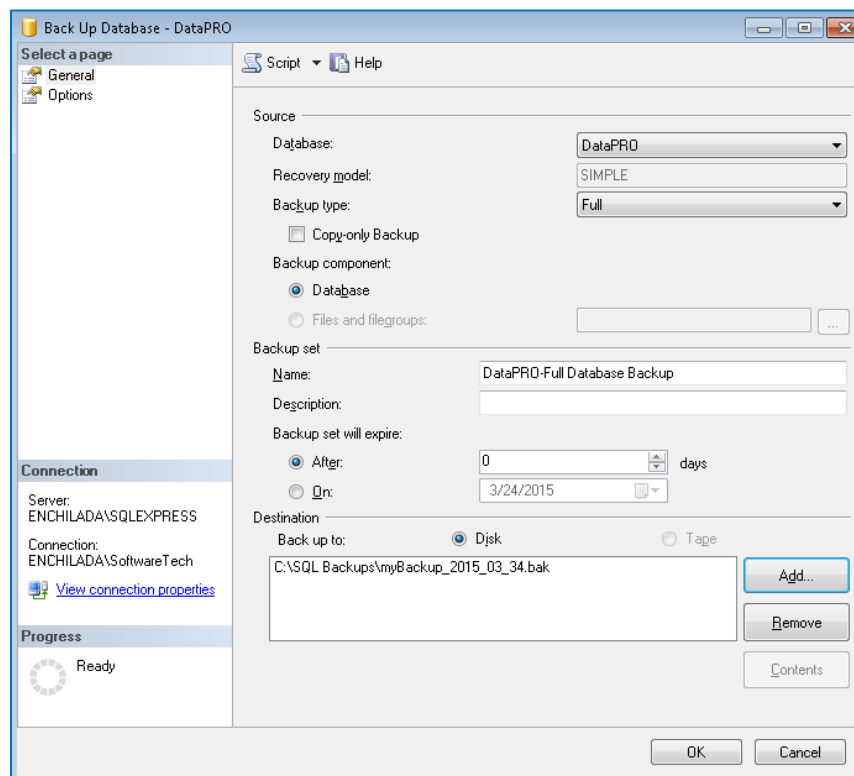 Back Up Database - DataPRO
Select a page
General
Options
Script
Help
Source
Database:
DataPRO
Recovery model:
SIMPLE
Backup type:
Full
Copy-only Backup
Backup component:
Database
Files and filegroups:
...
Backup set
Name:
DataPRO-Full Database Backup
Description:
Backup set will expire:
After:
0
days
On:
3/24/2015
Destination
Back up to:
Disk
Tape
C:\SQL Backups\myBackup_2015_03_34.bak
Add...
Remove
Contents
Connection
Server:
ENCHILADA\SQLEXPRESS
Connection:
ENCHILADA\SoftwareTech
View connection properties
Progress
Ready
OK
Cancel